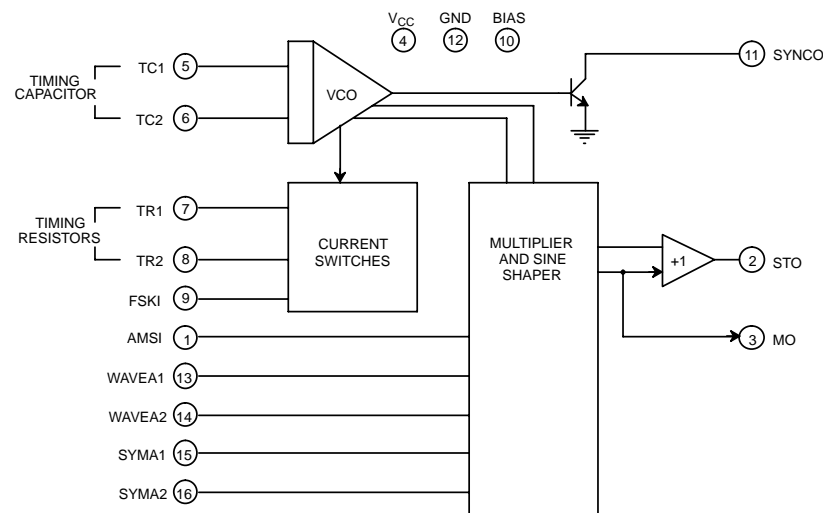 VCC GND BIAS
4 12 10
TIMING
CAPACITOR
TC1 5
TC2 6
VCO
11 SYNCO
TIMING
RESISTORS
TR1 7
TR2 8
FSKI 9
CURRENT
SWITCHES
MULTIPLIER
AND SINE
SHAPER
+1
2 STO
3 MO
AMSI 1
WAVEA1 13
WAVEA2 14
SYMA1 15
SYMA2 16